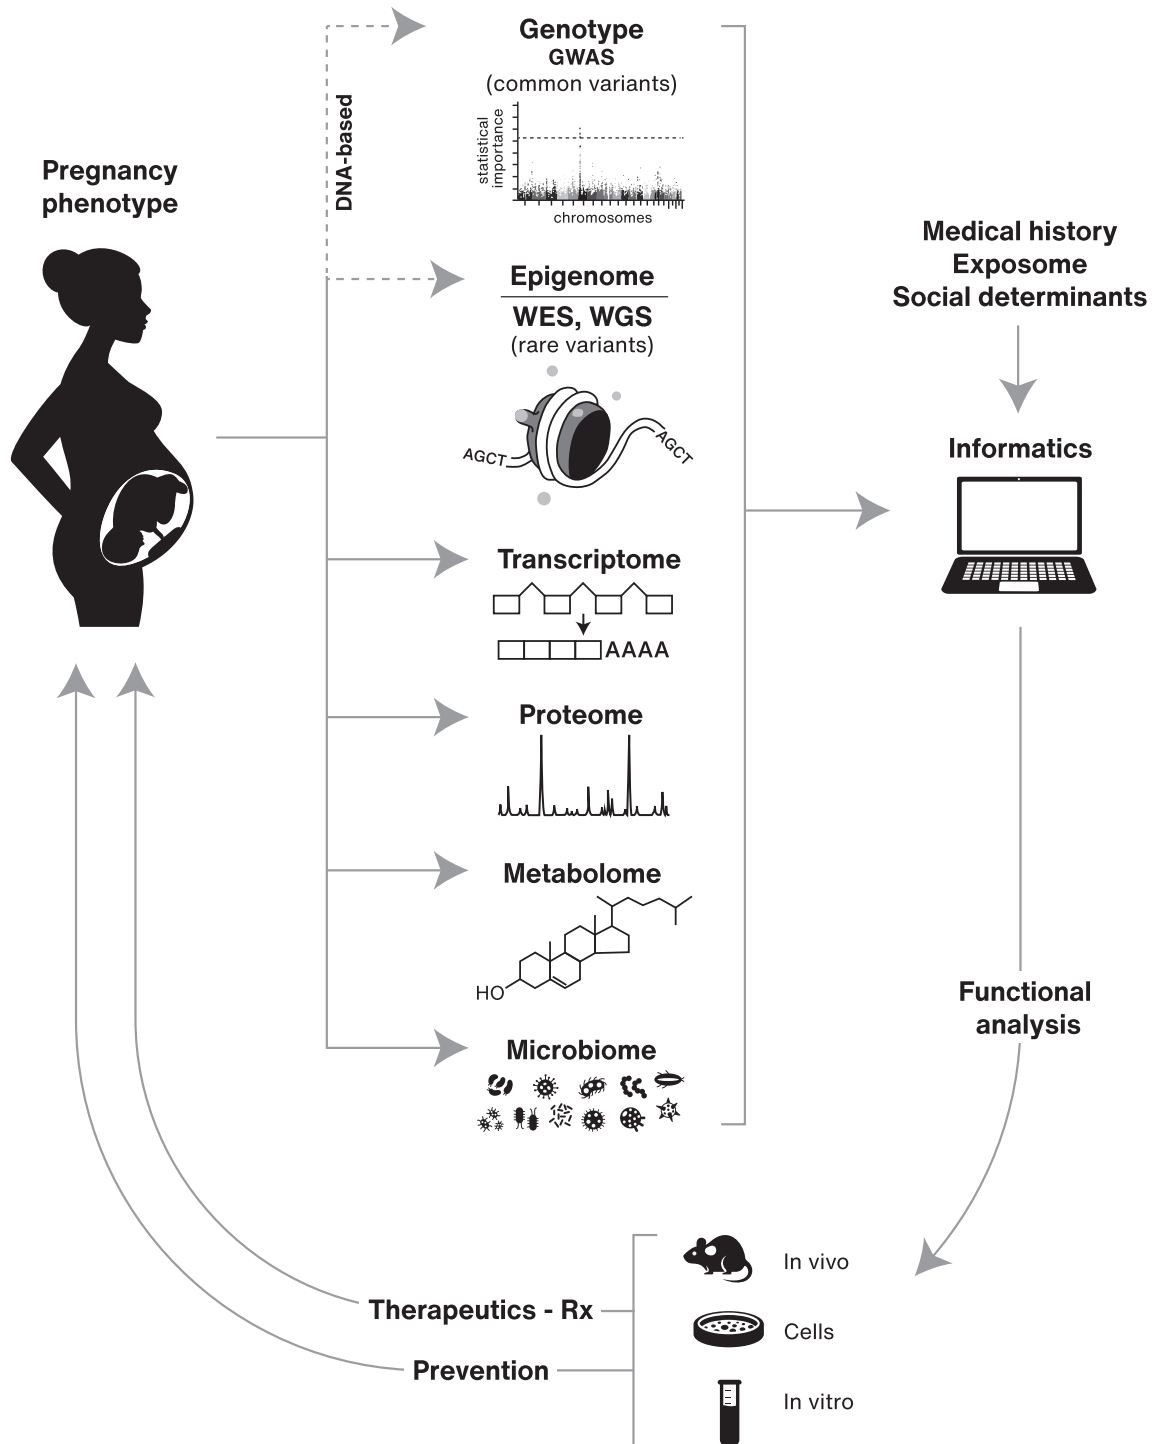 Genotype
GWAS
(common variants)
DNA-based
statistical
importance
chromosomes
Pregnancy
phenotype
Epigenome
WES, WGS
(rare variants)
AGCT
AGCT
Medical history
Exposome
Social determinants
Informatics
Transcriptome
AAAA
Proteome
Metabolome
HO
Microbiome
Functional
analysis
In vivo
Therapeutics - Rx
Cells
Prevention
In vitro